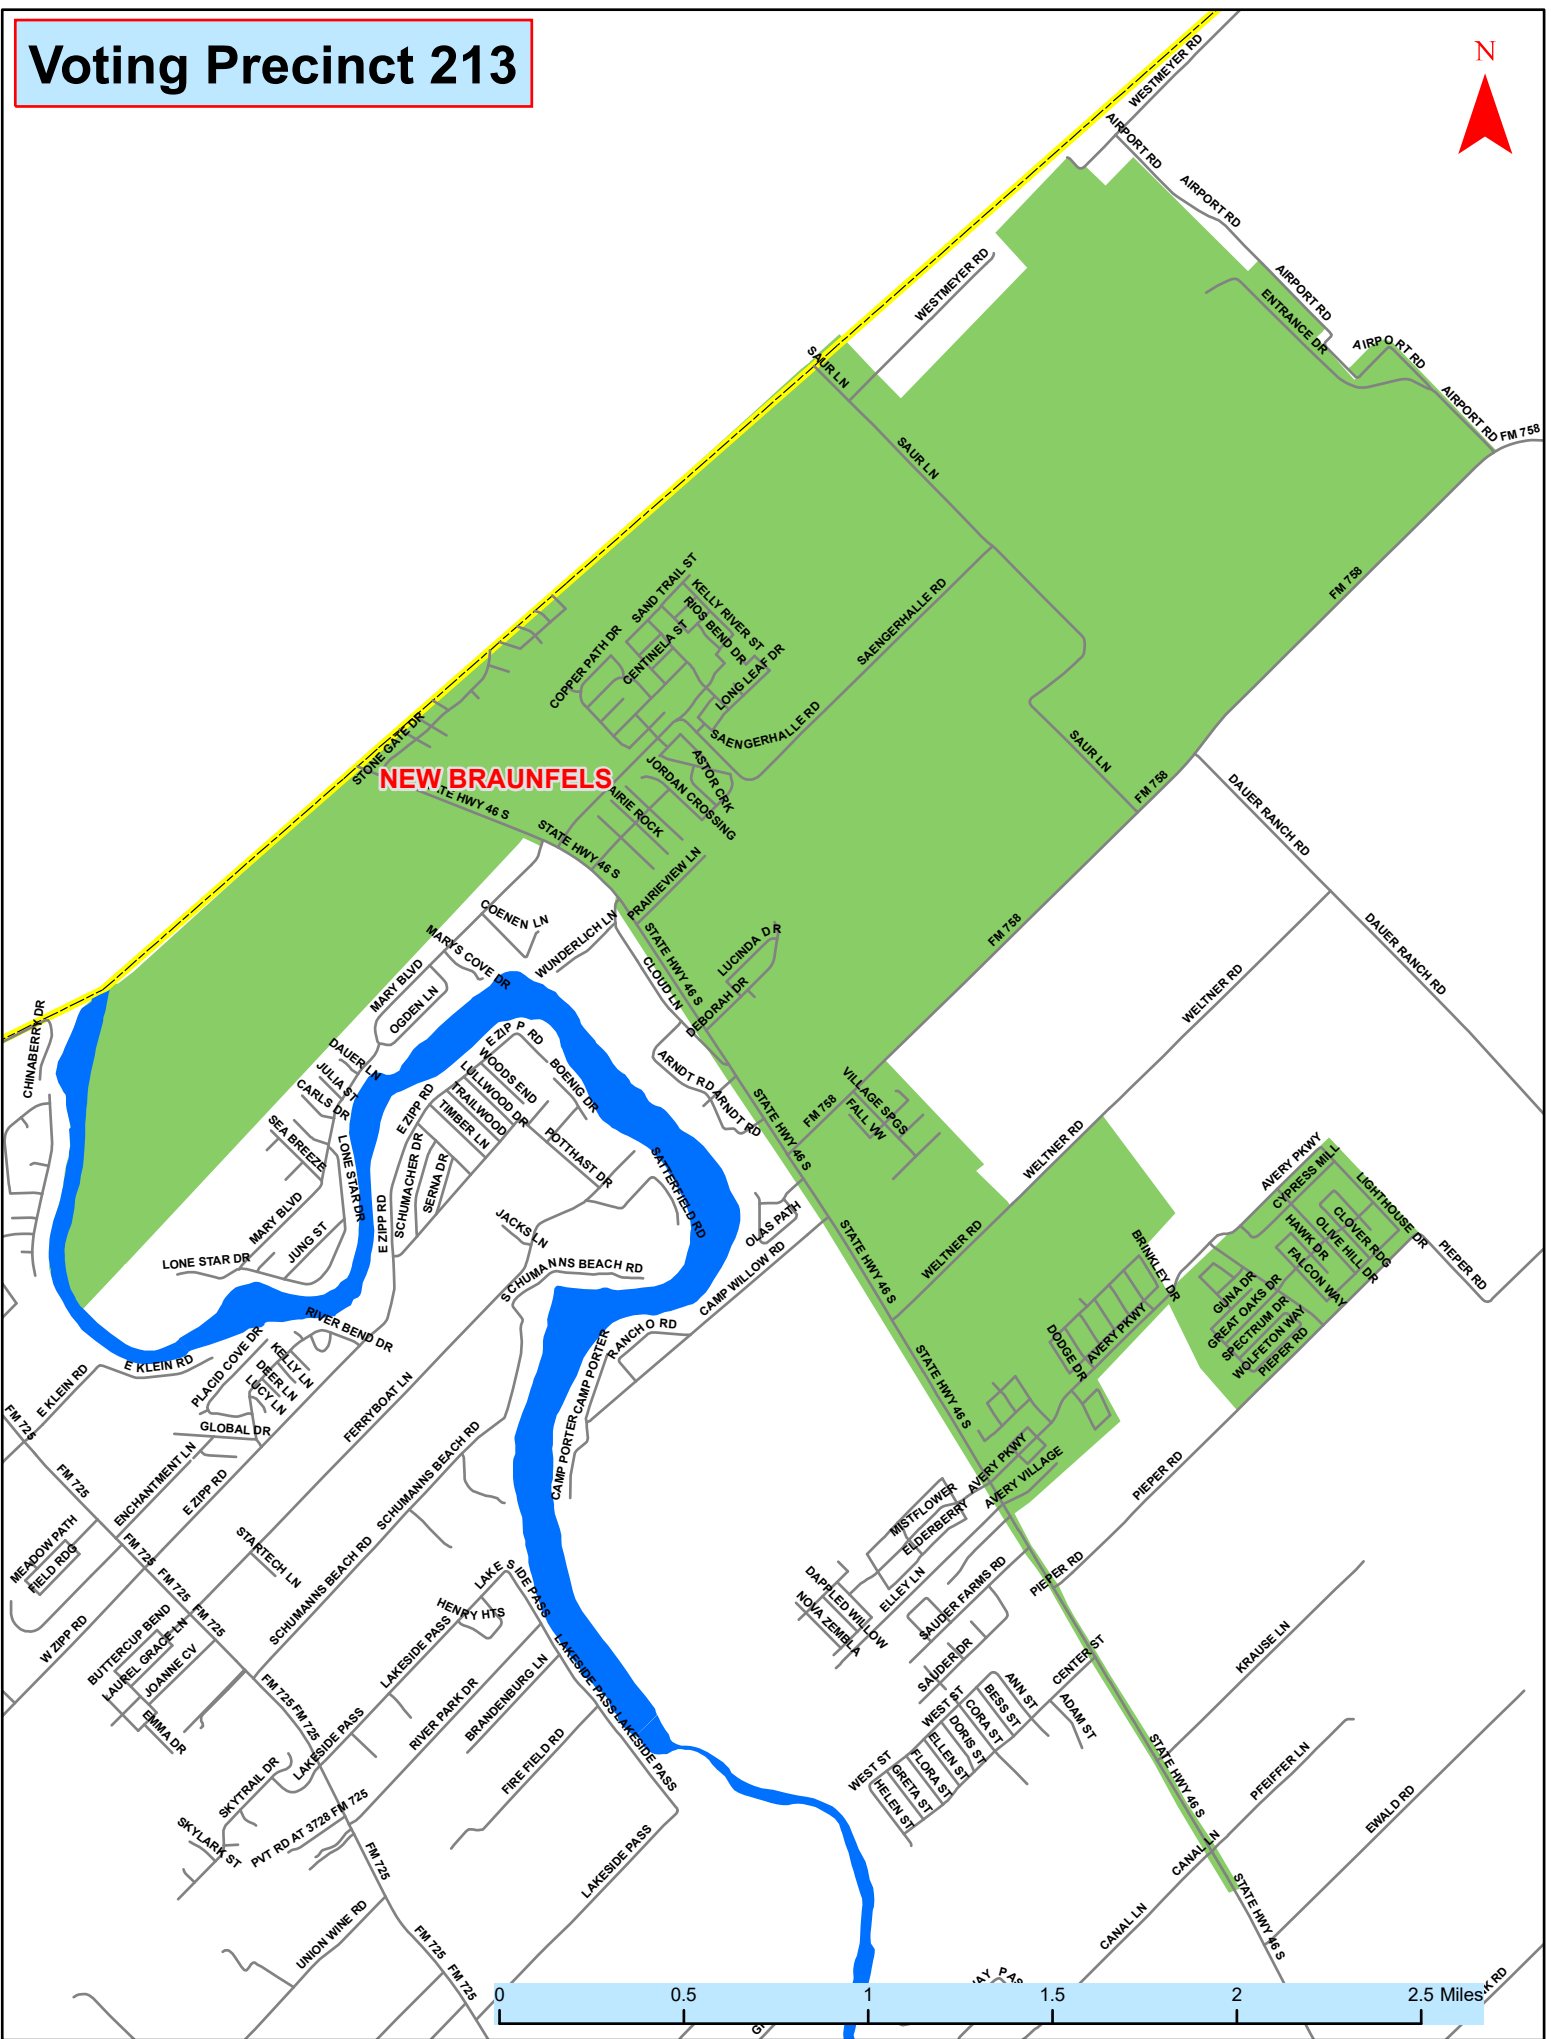 Voting Precinct 213
N
WESTMEYER RD
AIRPORT RD
AIRPORT RD
WESTMEYER RD
AIRPORT RD
ENTRANCE DR
AIRPORT RD
AIRPORT RD
FM 758
SAUR LN
SAUR LN
FM 758
SAND TRAIL ST
KELLY RIVER ST
RIOS BEND DR
COPPER PATH DR
CENTINELA ST
LONG LEAF DR
SAENGERHALLE RD
SAENGERHALLE RD
STONE GATE DR
NEW BRAUNFELS
ASTOR CRK
JORDAN CROSSING
SAUR LN
FM 758
DAUER RANCH RD
STATE HWY 46 S
PRAIRIEVIEW LN
COENEN LN
MARYS COVE DR
WUNDERLICH LN
STATE HWY 46 S
LUCINDA DR
FM 758
DAUER RANCH RD
MARY BLVD
OGDEN LN
CLOUD LN
DEBORAH DR
WELTNER RD
CHINABERRY DR
DAUER LN
JULIA ST
CARLS DR
SEA BREEZE
E ZIPP RD
WOODS END
LULLWOOD DR
TRAILWOOD
TIMBER LN
BOENIG DR
E ZIPP RD
ARNDT RD
ARNDT RD
STATE HWY 46 S
FM 758
VILLAGE SPGS
FALL VW
LONE STAR DR
SCHUMACHER DR
SERNA DR
POTTHAST DR
SATTERFIELD RD
WELTNER RD
AVERY PKWY
CYPRESS MILL
LIGHTHOUSE DR
MARY BLVD
JUNG ST
E ZIPP RD
LONE STAR DR
JACKS LN
OLAS PATH
STATE HWY 46 S
WELTNER RD
BRINKLEY DR
HAWK DR
CLOVER RDG
OLIVE HILL DR
FALCON WAY
PIEPER RD
SCHUMANNS BEACH RD
CAMP WILLOW RD
GUNA DR
GREAT OAKS DR
SPECTRUM DR
WOLFETON WAY
PIEPER RD
RIVER BEND DR
RANCHO RD
STATE HWY 46 S
DODGE DR
AVERY PKWY
E KLEIN RD
E KLEIN RD
PLACID COVE DR
KELLY LN
DEER LN
LUCY LN
GLOBAL DR
FERRYBOAT LN
CAMP PORTER
CAMP PORTER
FM 725
FM 725
ENCHANTMENT LN
E ZIPP RD
SCHUMANNS BEACH RD
AVERY PKWY
AVERY VILLAGE
PIEPER RD
MISTFLOWER
ELDERBERRY
MEADOW PATH
FIELD RDG
FM 725
FM 725
FM 725
STARTECH LN
SCHUMANNS BEACH RD
LAKESIDE PASS
HENRY HTS
DAPPLED WILLOW
NOVA ZEMBLA
ELLEY LN
SAUDER FARMS RD
PIEPER RD
W ZIPP RD
BUTTERCUP BEND
LAUREL GRACE LN
JOANNE CV
EMMA DR
LAKESIDE PASS
LAKESIDE PASS
LAKESIDE PASS
SAUDER DR
CENTER ST
KRAUSE LN
FM 725
FM 725
RIVER PARK DR
BRANDENBURG LN
FIRE FIELD RD
WEST ST
ANN ST
BESS ST
CORA ST
DORIS ST
ELLEN ST
FLORA ST
GRETA ST
HELEN ST
WEST ST
ADAM ST
STATE HWY 46 S
PFEIFFER LN
EWALD RD
LAKESIDE PASS
SKYTRAIL DR
SKYLARK ST
PVT RD AT 3728 FM 725
FM 725
LAKESIDE PASS
CANAL LN
CANAL LN
STATE HWY 46 S
UNION WINE RD
FM 725
FM 725
0 0.5 1 1.5 2 2.5 Miles